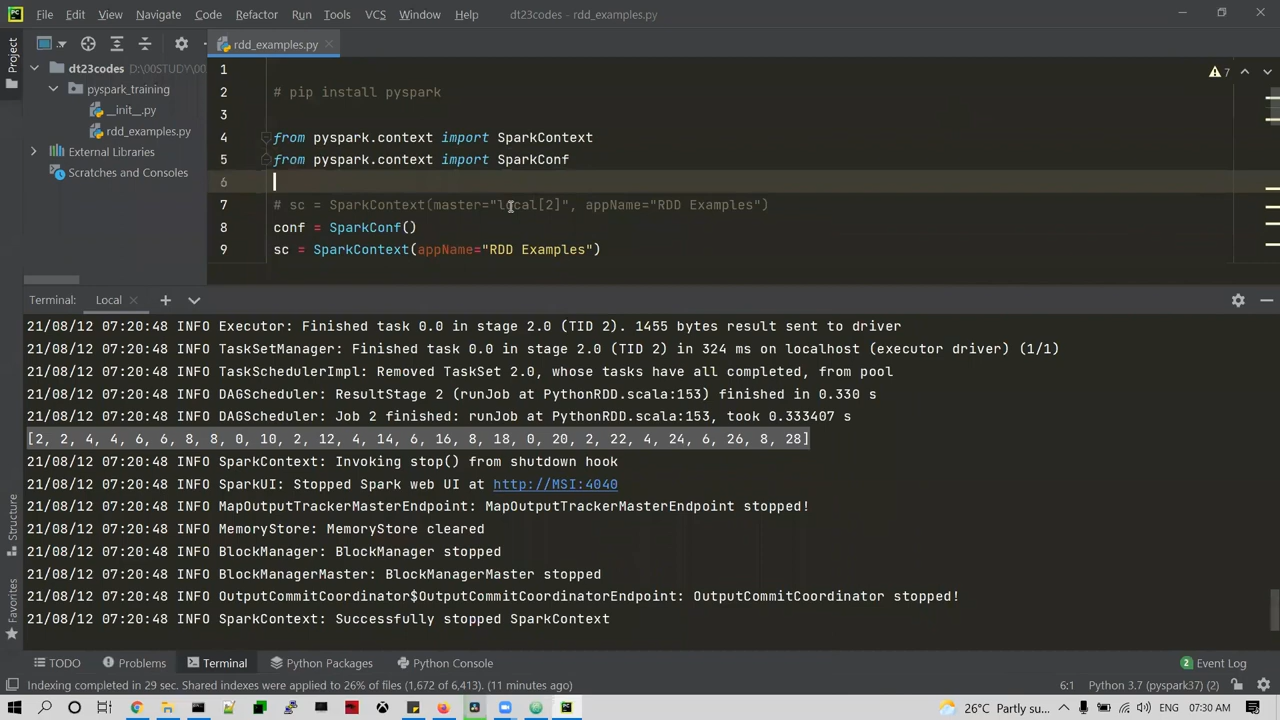 File Edit View Navigate Code Refactor Run Tools VCS Window Help dt23codes - rdd_examples.py
Project
rdd_examples.py
dt23codes D:\00STUDY\00
pyspark_training
__init__.py
rdd_examples.py
External Libraries
Scratches and Consoles
7
1
2 # pip install pyspark
3
4 from pyspark.context import SparkContext
5 from pyspark.context import SparkConf
6
7 # sc = SparkContext(master="local[2]", appName="RDD Examples")
8 conf = SparkConf()
9 sc = SparkContext(appName="RDD Examples")
Terminal: Local
21/08/12 07:20:48 INFO Executor: Finished task 0.0 in stage 2.0 (TID 2). 1455 bytes result sent to driver
21/08/12 07:20:48 INFO TaskSetManager: Finished task 0.0 in stage 2.0 (TID 2) in 324 ms on localhost (executor driver) (1/1)
21/08/12 07:20:48 INFO TaskSchedulerImpl: Removed TaskSet 2.0, whose tasks have all completed, from pool
21/08/12 07:20:48 INFO DAGScheduler: ResultStage 2 (runJob at PythonRDD.scala:153) finished in 0.330 s
21/08/12 07:20:48 INFO DAGScheduler: Job 2 finished: runJob at PythonRDD.scala:153, took 0.333407 s
[2, 2, 4, 4, 6, 6, 8, 8, 0, 10, 2, 12, 4, 14, 6, 16, 8, 18, 0, 20, 2, 22, 4, 24, 6, 26, 8, 28]
21/08/12 07:20:48 INFO SparkContext: Invoking stop() from shutdown hook
21/08/12 07:20:48 INFO SparkUI: Stopped Spark web UI at http://MSI:4040
21/08/12 07:20:48 INFO MapOutputTrackerMasterEndpoint: MapOutputTrackerMasterEndpoint stopped!
21/08/12 07:20:48 INFO MemoryStore: MemoryStore cleared
21/08/12 07:20:48 INFO BlockManager: BlockManager stopped
21/08/12 07:20:48 INFO BlockManagerMaster: BlockManagerMaster stopped
21/08/12 07:20:48 INFO OutputCommitCoordinator$OutputCommitCoordinatorEndpoint: OutputCommitCoordinator stopped!
21/08/12 07:20:48 INFO SparkContext: Successfully stopped SparkContext
Structure
Favorites
TODO Problems Terminal Python Packages Python Console 2 Event Log
Indexing completed in 29 sec. Shared indexes were applied to 26% of files (1,672 of 6,413). (11 minutes ago) 6:1 Python 3.7 (pyspark37) (2)
26°C Partly su... ENG 07:30 AM